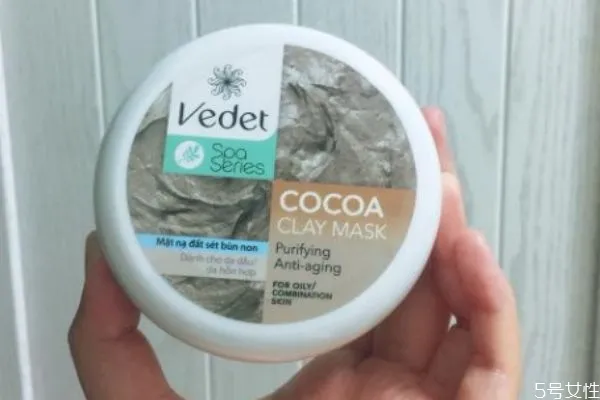 Vedet
Spa
Series
COCOA
CLAY MASK
Purifying
Anti-aging
FOR OILY/
COMBINATION
SKIN
Mặt nạ đất sét bùn non
Dành cho da dầu/
da hỗn hợp
5号女性